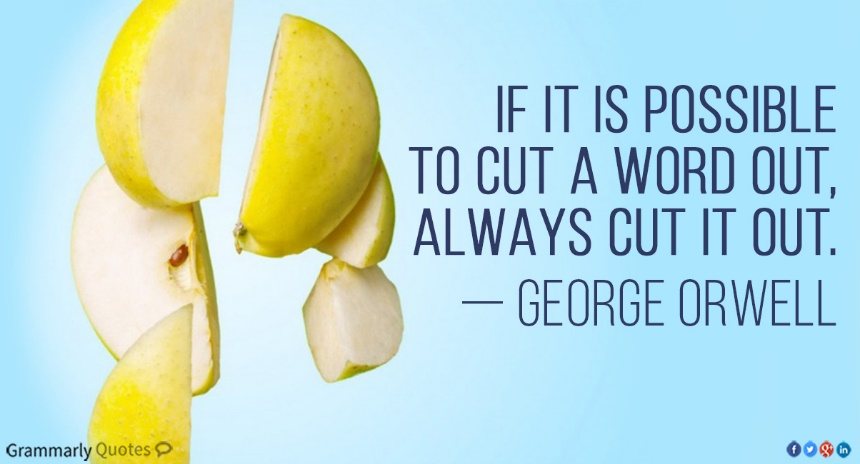 IF IT IS POSSIBLE
TO CUT A WORD OUT,
ALWAYS CUT IT OUT.
— GEORGE ORWELL
Grammarly Quotes